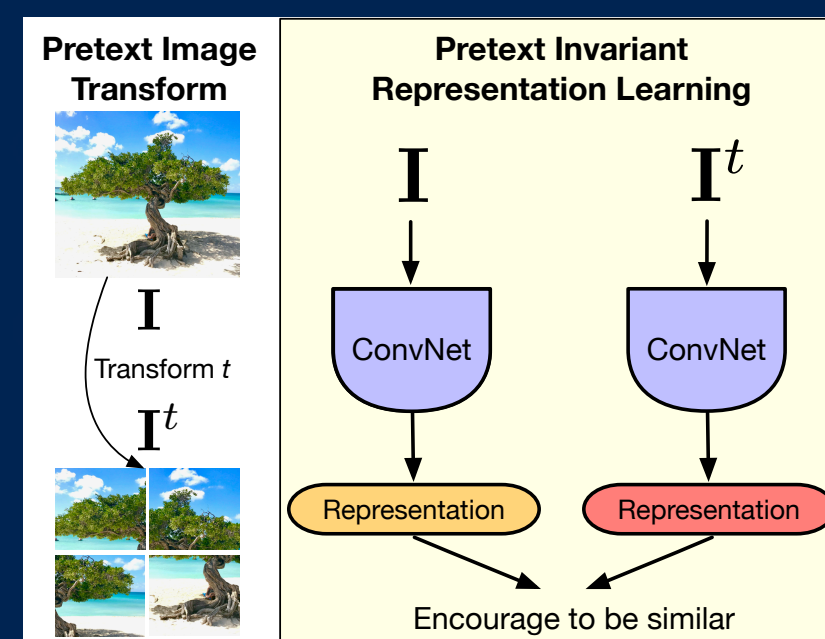 Pretext Image
Transform
I
Transform t
I^t
Pretext Invariant
Representation Learning
I
I^t
ConvNet
ConvNet
Representation
Representation
Encourage to be similar